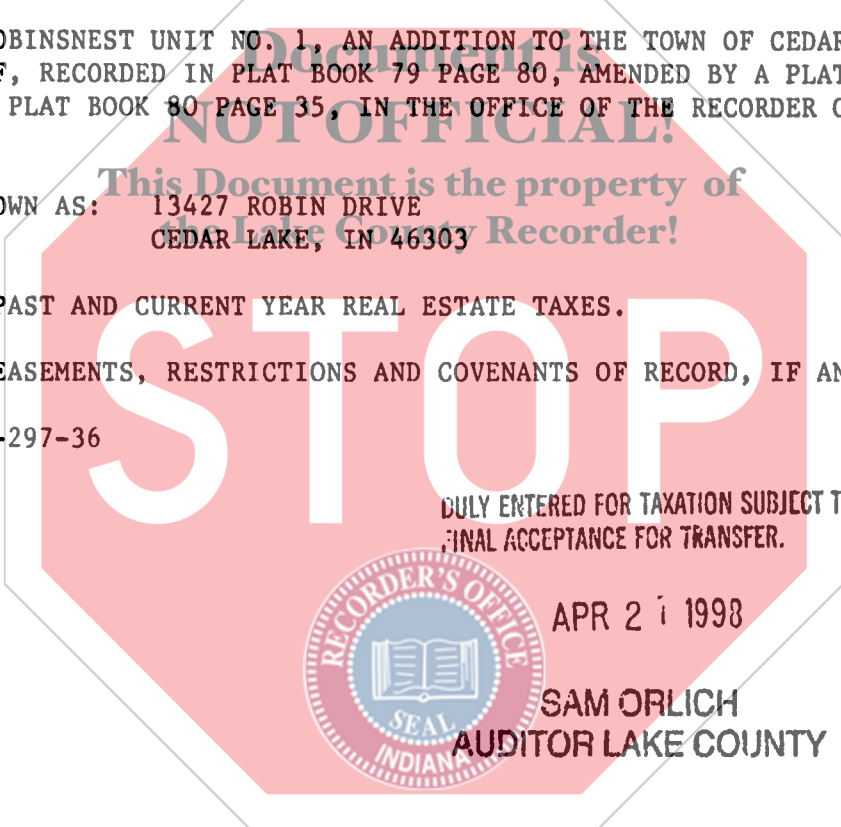 OBINSNEST UNIT NO. 1, AN ADDITION TO THE TOWN OF CEDAR
Document is
F, RECORDED IN PLAT BOOK 79 PAGE 80, AMENDED BY A PLAT
PLAT BOOK 80 PAGE 35, IN THE OFFICE OF THE RECORDER O
NOT OFFICIAL!
This Document is the property of
OWN AS: 13427 ROBIN DRIVE
the Lake County Recorder!
CEDAR LAKE, IN 46303
PAST AND CURRENT YEAR REAL ESTATE TAXES.
STOP
EASEMENTS, RESTRICTIONS AND COVENANTS OF RECORD, IF AN
-297-36
DULY ENTERED FOR TAXATION SUBJECT T
FINAL ACCEPTANCE FOR TRANSFER.
RECORDER'S OFFICE
APR 21 1998
SEAL
INDIANA
SAM ORLICH
AUDITOR LAKE COUNTY